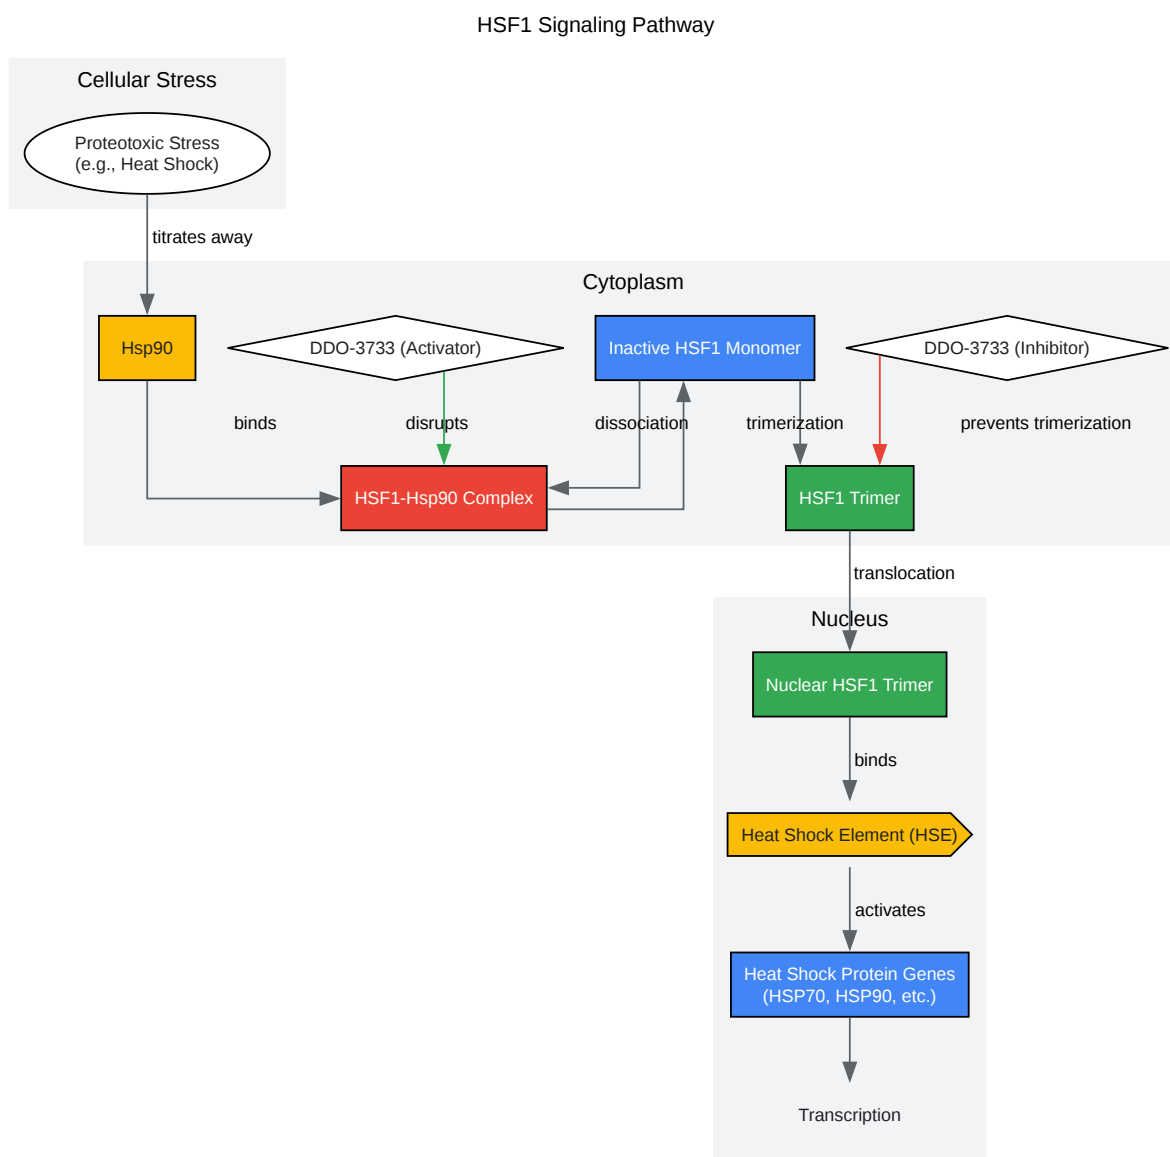 HSF1 Signaling Pathway
Cellular Stress
Proteotoxic Stress
(e.g., Heat Shock)
titrates away
Cytoplasm
Hsp90
DDO-3733 (Activator)
Inactive HSF1 Monomer
DDO-3733 (Inhibitor)
binds
disrupts
dissociation
trimerization
prevents trimerization
HSF1-Hsp90 Complex
HSF1 Trimer
translocation
Nucleus
Nuclear HSF1 Trimer
binds
Heat Shock Element (HSE)
activates
Heat Shock Protein Genes
(HSP70, HSP90, etc.)
Transcription